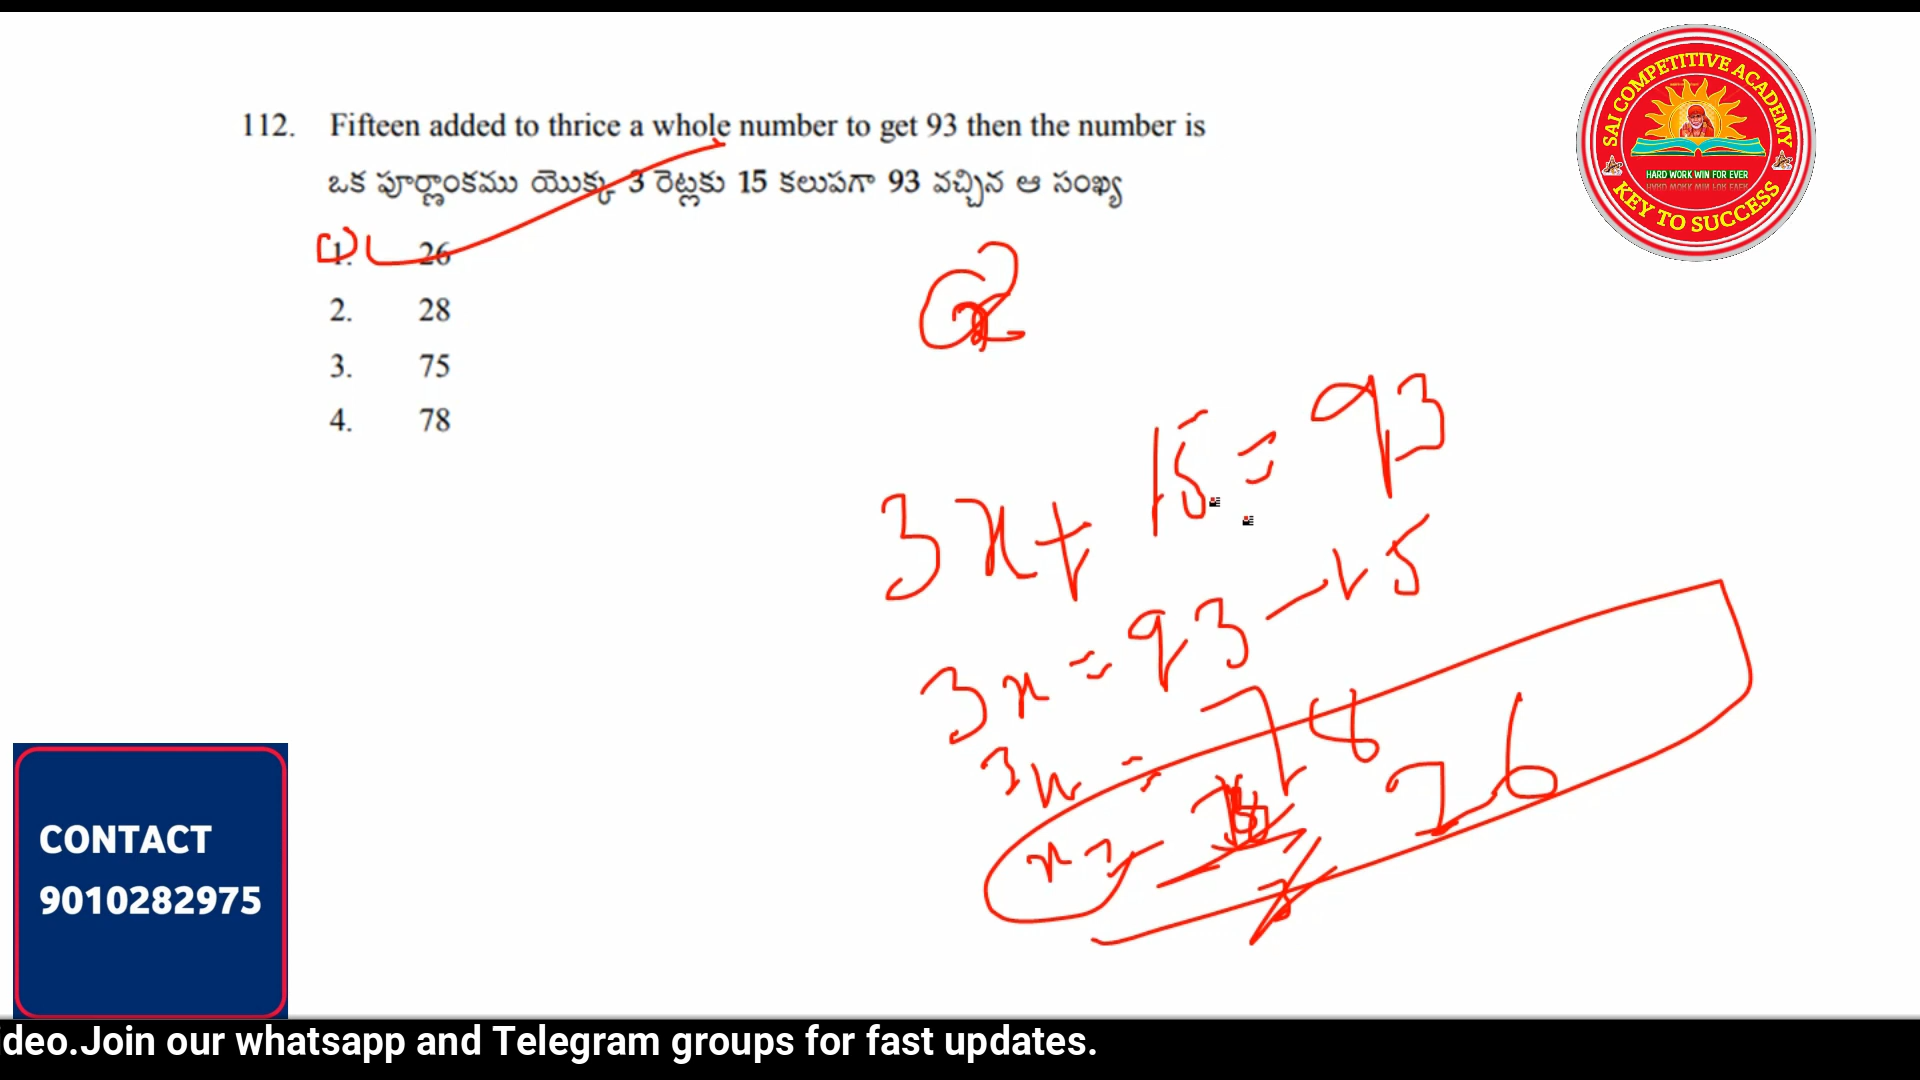 SAI COMPETITIVE ACADEMY
HARD WORK WIN FOR EVER
KEY TO SUCCESS
112. Fifteen added to thrice a whole number to get 93 then the number is
ఒక పూర్ణాంకము యొక్క 3 రెట్లకు 15 కలుపగా 93 వచ్చిన ఆ సంఖ్య
1. 26
2. 28
3. 75
4. 78
3x + 15 = 93
3x = 93 - 15
3x = 78
x = 26
CONTACT
9010282975
ideo.Join our whatsapp and Telegram groups for fast updates.